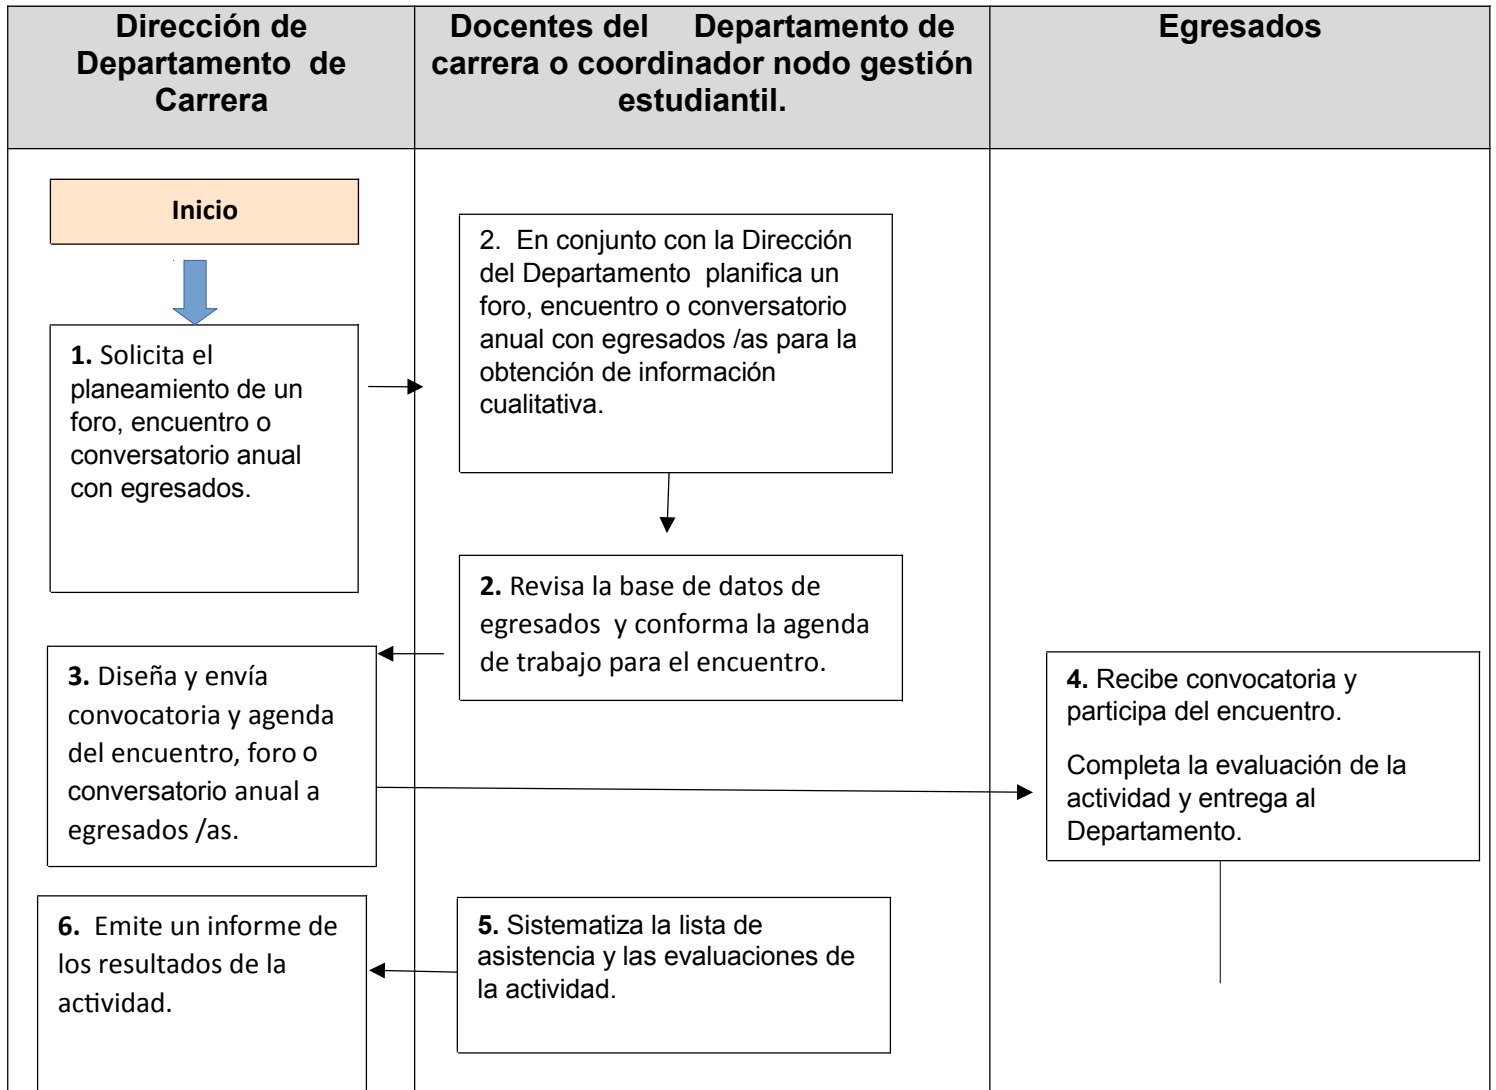 Dirección de
Departamento de
Carrera
Docentes del Departamento de
carrera o coordinador nodo gestión
estudiantil.
Egresados
Inicio
1. Solicita el
planeamiento de un
foro, encuentro o
conversatorio anual
con egresados.
2. En conjunto con la Dirección
del Departamento planifica un
foro, encuentro o conversatorio
anual con egresados /as para la
obtención de información
cualitativa.
2. Revisa la base de datos de
egresados y conforma la agenda
de trabajo para el encuentro.
3. Diseña y envía
convocatoria y agenda
del encuentro, foro o
conversatorio anual a
egresados /as.
4. Recibe convocatoria y
participa del encuentro.
Completa la evaluación de la
actividad y entrega al
Departamento.
5. Sistematiza la lista de
asistencia y las evaluaciones de
la actividad.
6. Emite un informe de
los resultados de la
actividad.